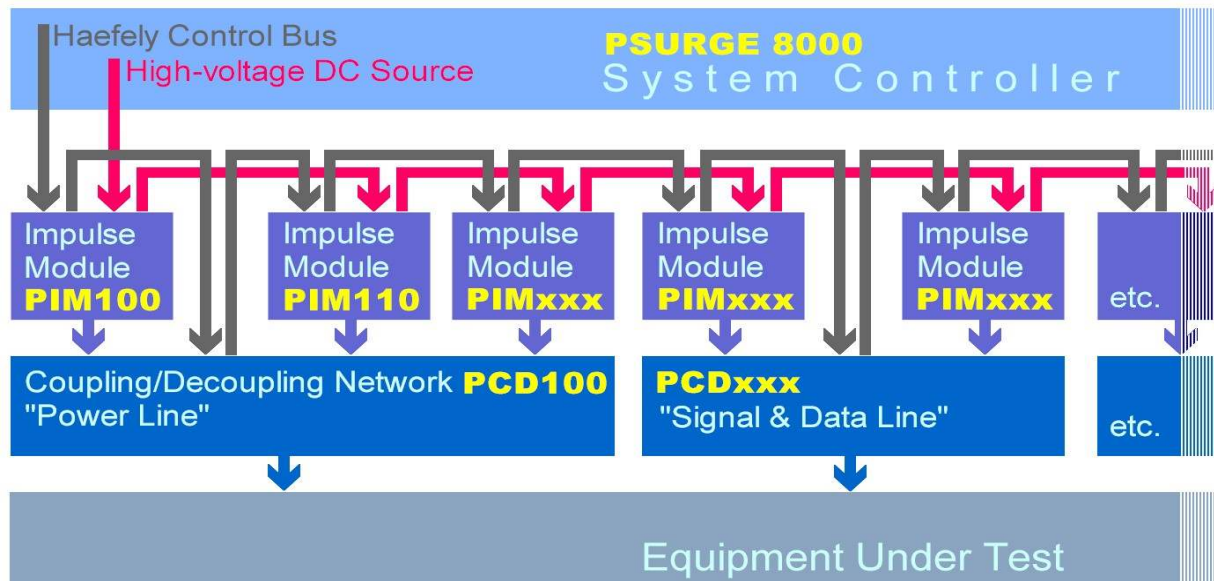 Haefely Control Bus
High-voltage DC Source
PSURGE 8000
System Controller
Impulse
Module
PIM100
Impulse
Module
PIM110
Impulse
Module
PIMxxx
Impulse
Module
PIMxxx
Impulse
Module
PIMxxx
etc.
Coupling/Decoupling Network PCD100
"Power Line"
PCDxxx
"Signal & Data Line"
etc.
Equipment Under Test